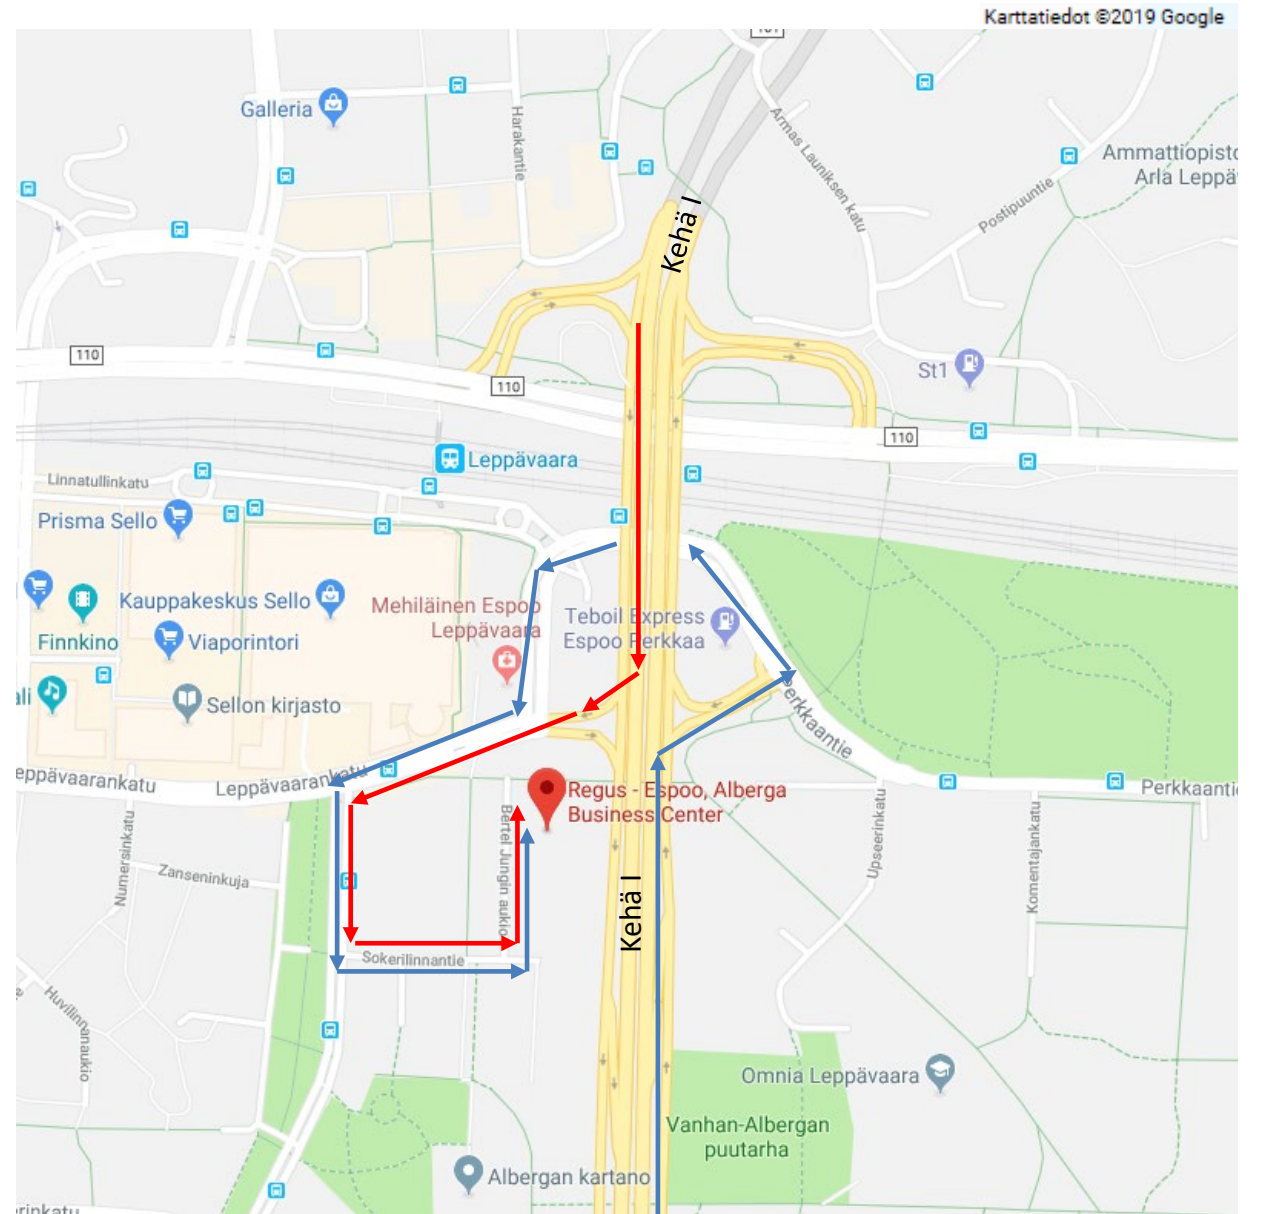 Karttatiedot ©2019 Google
Galleria
Harakantie
Kehä I
Armas Launiksen katu
Postipuuntie
Ammattiopisto
Arla Leppä
110
110
110
St1
Leppävaara
Linnatullinkatu
Prisma Sello
Kauppakeskus Sello
Finnkino
Viaporintori
Mehiläinen Espoo
Leppävaara
Teboil Express
Espoo Perkkaa
ali
Sellon kirjasto
Perkkaantie
eppävaarankatu
Leppävaarankatu
Regus - Espoo, Alberga
Business Center
Perkkaantie
Numersinkatu
Zanseninkuja
Bertel Jungin aukio
Kehä I
Upseerinkatu
Komentajankatu
Sokerilinnantie
Huvilinnanaukio
Omnia Leppävaara
Vanhan-Albergan
puutarha
Albergan kartano